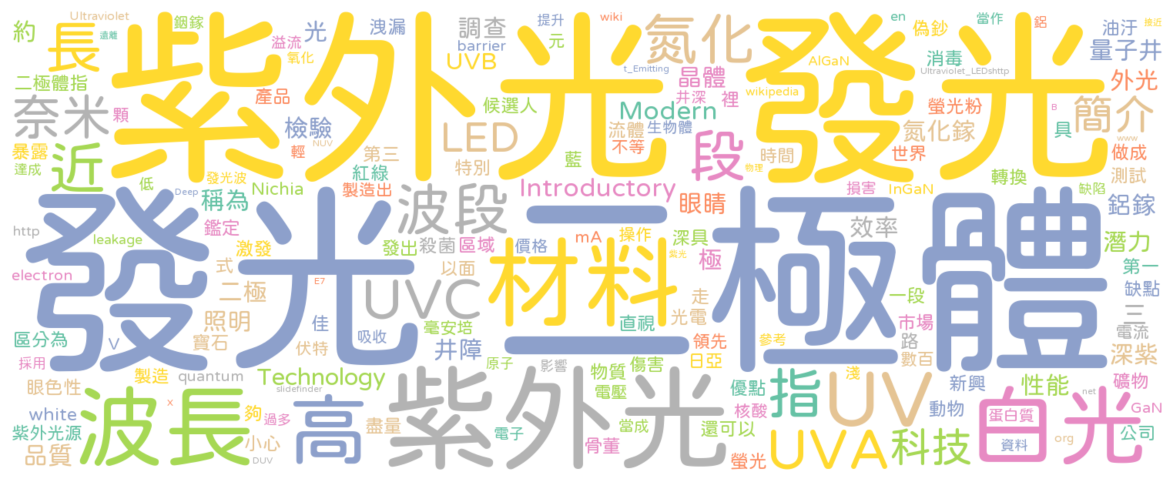 Ultraviolet 銦鎵 洩漏 調查 提升 wiki en 當作 鋁 接近
約 長 遠離 溢流 光 barrier 元 氮化 AlGaN 偽鈔 油汙
紫外光 發光
氧化 UVB t_Emitting 晶體 消毒 量子井
二極體指 產品 候選人 井深 裡 wikipedia Ultraviolet_LEDshttp 外光
奈米 顆 檢驗 LED 流體 Modern 生物體 螢光粉 簡介
暴露 輕 NUV 第三 藍 不等 段 時間 氮化鎵 具 B www
近 達成 低 發光波 紅綠 特別 物理 世界 做成 測試
稱為 Deep Nichia 製造出 波段 Introductory 眼睛 損害 InGaN 轉換 缺陷 鋁鎵
發光二極體
http 鑑定 leakage 激發 發出 殺菌 區域 價格 mA 操作 深具 效率 潛力
electron 式 E7 以面 材料 熒光 極 第一
二極 UVC 走 一段 缺點
區分為 照明 佳 毫安培 直視 光電 市場 三
V 寶石 伏特 吸收 井障 領先 路 電流
採用 製造 quantum 原子 影響 物質 傷害 日亞 參考 數百 深紫
眼色性 Technology 電壓 優點 指 UV 新興 性能 礦物
white 波長 x slidefinder 紫外光 核酸 淺 動物 白光 net GaN
紫外光源 夠 過多 高 盡量 電子 當成 還可以 蛋白質 公司
品質 小心 DUV 骨董 螢光 UVA 科技 資料 org